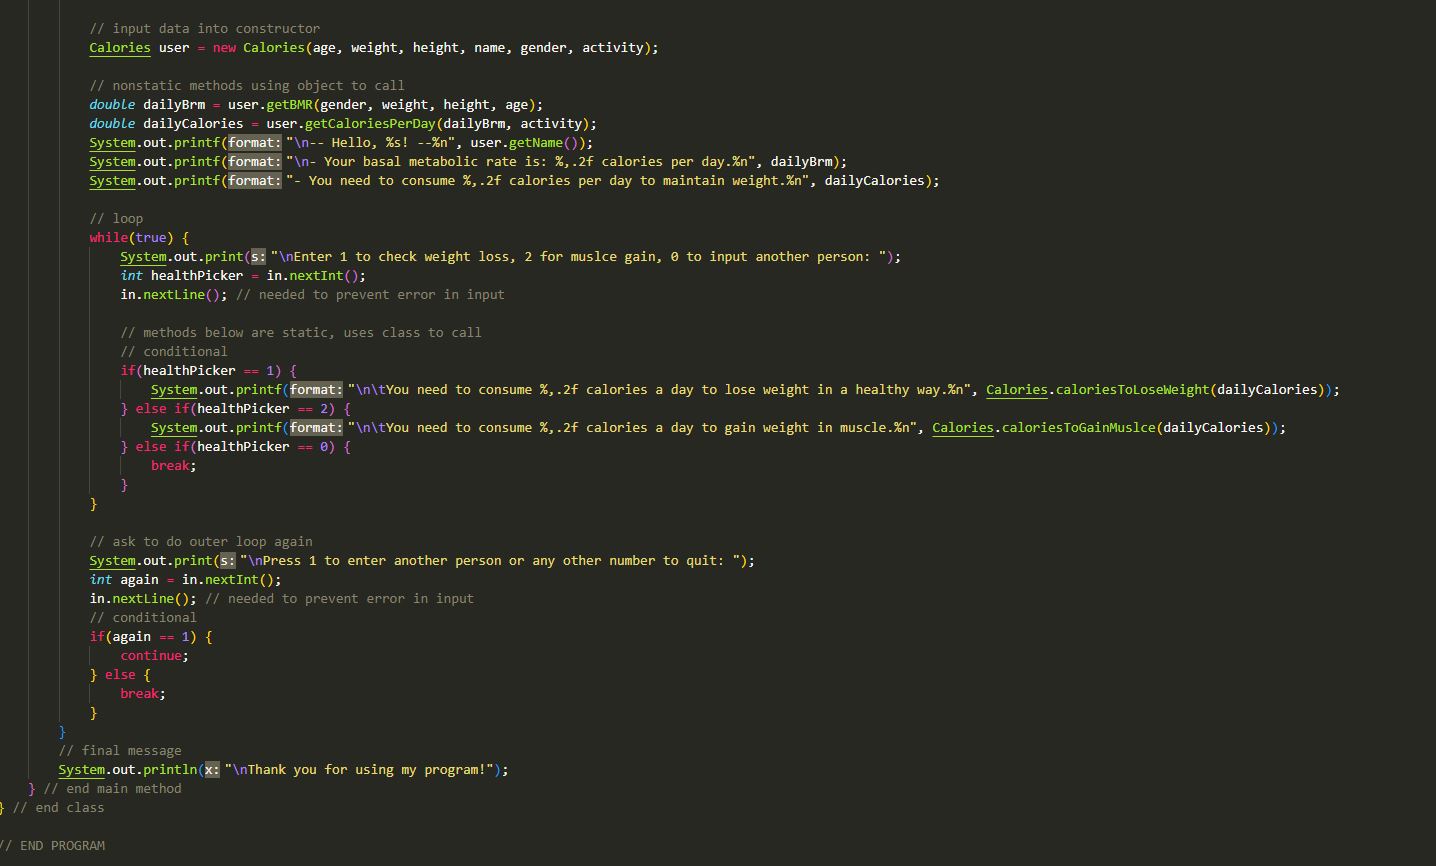 // input data into constructor
Calories user = new Calories(age, weight, height, name, gender, activity);
// nonstatic methods using object to call
double dailyBrm = user.getBMR(gender, weight, height, age);
double dailyCalories = user.getCaloriesPerDay(dailyBrm, activity);
System.out.printf(format: "\n-- Hello, %s! --%n", user.getName());
System.out.printf(format: "\n- Your basal metabolic rate is: %,.2f calories per day.%n", dailyBrm);
System.out.printf(format: "- You need to consume %,.2f calories per day to maintain weight.%n", dailyCalories);
// loop
while(true) {
System.out.print(s: "\nEnter 1 to check weight loss, 2 for muslce gain, 0 to input another person: ");
int healthPicker = in.nextInt();
in.nextLine(); // needed to prevent error in input
// methods below are static, uses class to call
// conditional
if(healthPicker == 1) {
System.out.printf(format: "\n\tYou need to consume %,.2f calories a day to lose weight in a healthy way.%n", Calories.caloriesToLoseWeight(dailyCalories));
} else if(healthPicker == 2) {
System.out.printf(format: "\n\tYou need to consume %,.2f calories a day to gain weight in muscle.%n", Calories.caloriesToGainMuslce(dailyCalories));
} else if(healthPicker == 0) {
break;
}
}
// ask to do outer loop again
System.out.print(s: "\nPress 1 to enter another person or any other number to quit: ");
int again = in.nextInt();
in.nextLine(); // needed to prevent error in input
// conditional
if(again == 1) {
continue;
} else {
break;
}
}
// final message
System.out.println(x: "\nThank you for using my program!");
} // end main method
} // end class
// END PROGRAM